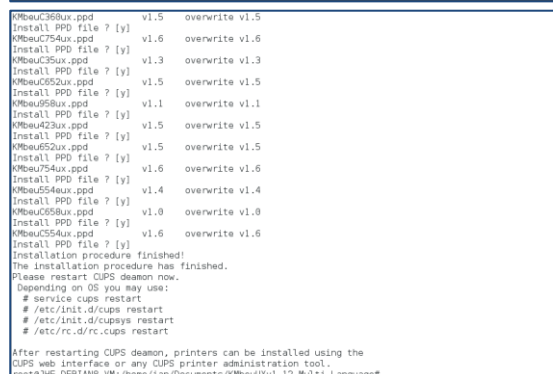 KMbeuC360ux.ppd v1.5 overwrite v1.5
Install PPD file ? [y]
KMbeuC754ux.ppd v1.6 overwrite v1.6
Install PPD file ? [y]
KMbeuC35ux.ppd v1.3 overwrite v1.3
Install PPD file ? [y]
KMbeuC652ux.ppd v1.5 overwrite v1.5
Install PPD file ? [y]
KMbeu958ux.ppd v1.1 overwrite v1.1
Install PPD file ? [y]
KMbeu423ux.ppd v1.5 overwrite v1.5
Install PPD file ? [y]
KMbeu652ux.ppd v1.5 overwrite v1.5
Install PPD file ? [y]
KMbeu754ux.ppd v1.6 overwrite v1.6
Install PPD file ? [y]
KMbeu554eux.ppd v1.4 overwrite v1.4
Install PPD file ? [y]
KMbeuC658ux.ppd v1.0 overwrite v1.0
Install PPD file ? [y]
KMbeuC554ux.ppd v1.6 overwrite v1.6
Install PPD file ? [y]
Installation procedure finished!
The installation procedure has finished.
Please restart CUPS deamon now.
Depending on OS you may use:
# service cups restart
# /etc/init.d/cups restart
# /etc/init.d/cupsys restart
# /etc/rc.d/rc.cups restart
After restarting CUPS deamon, printers can be installed using the
CUPS web interface or any CUPS printer administration tool.